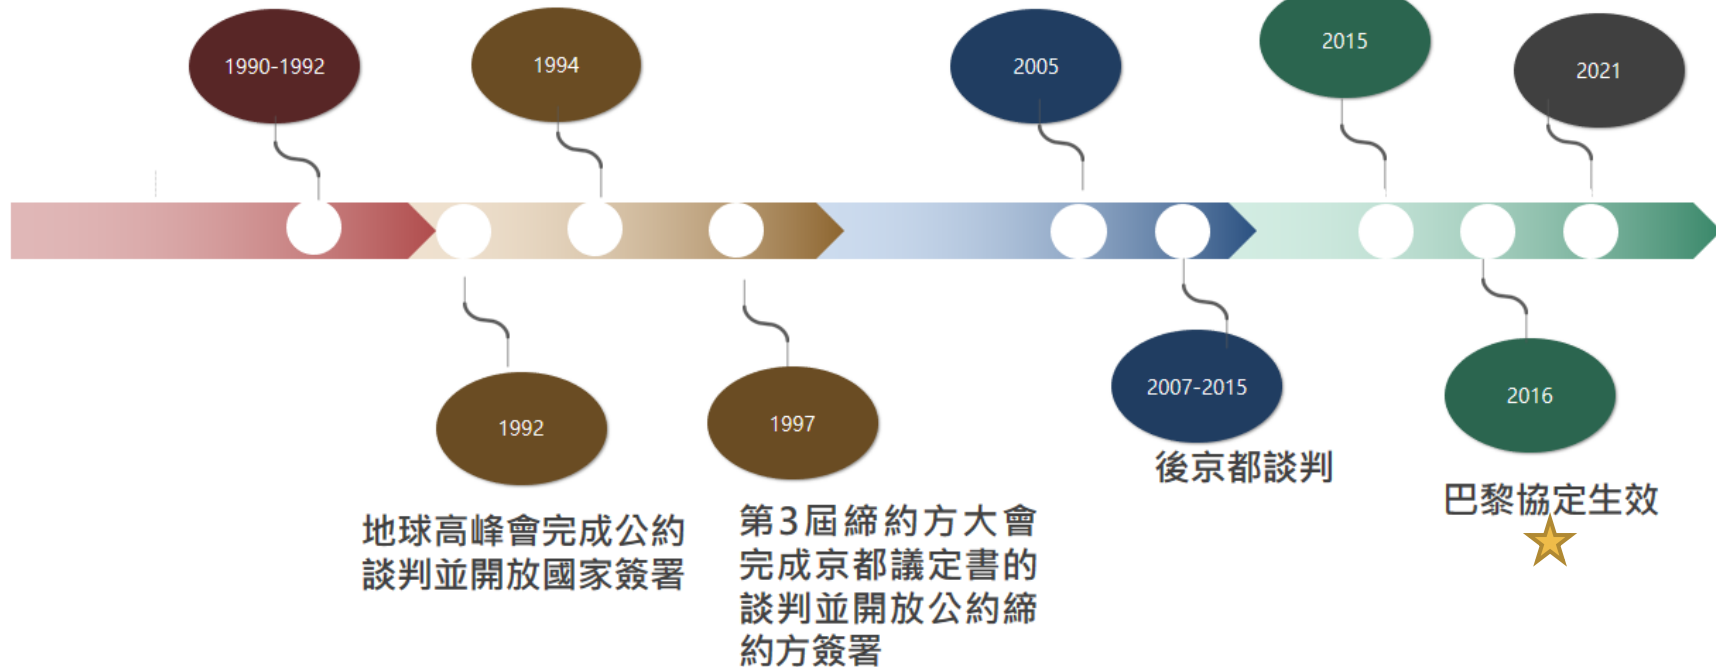 1990-1992
1994
2005
2015
2021
1992
地球高峰會完成公約
談判並開放國家簽署
1997
第3屆締約方大會
完成京都議定書的
談判並開放公約締
約方簽署
2007-2015
後京都談判
2016
巴黎協定生效